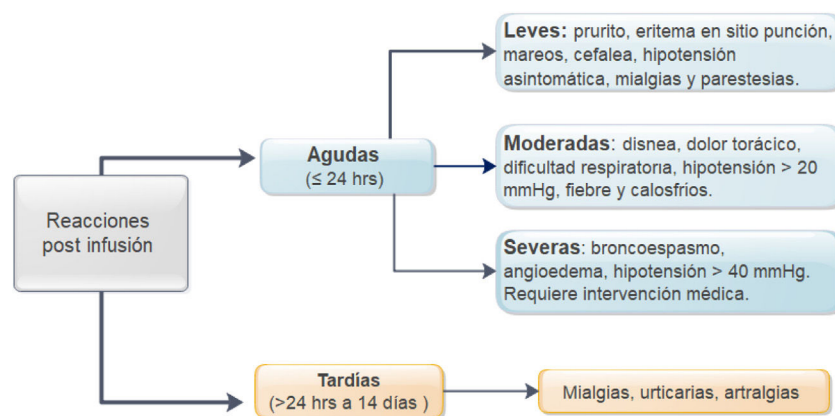 Reacciones
post infusión
Agudas
(≤ 24 hrs)
Leves: prurito, eritema en sitio punción,
mareos, cefalea, hipotensión
asintomática, mialgias y parestesias.
Moderadas: disnea, dolor torácico,
dificultad respiratoria, hipotensión > 20
mmHg, fiebre y calosfrios.
Severas: broncoespasmo,
angioedema, hipotensión > 40 mmHg.
Requiere intervención médica.
Tardías
(>24 hrs a 14 días )
Mialgias, urticarias, artralgias